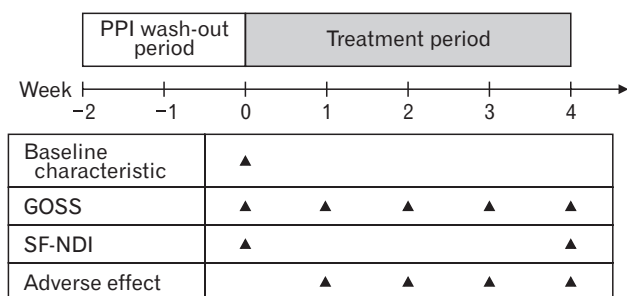 PPI wash-out
period
Treatment period
Week
−2 −1 0 1 2 3 4
Baseline
characteristic
GOSS
SF-NDI
Adverse effect